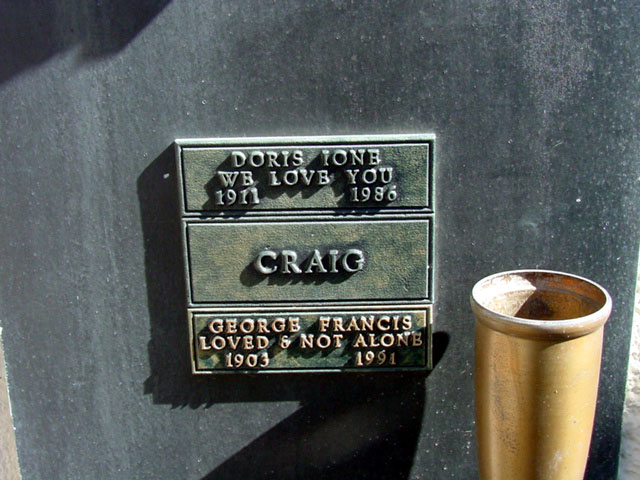 DORIS IONE
WE LOVE YOU
1911 1986
CRAIG
GEORGE FRANCIS
LOVED & NOT ALONE
1903 1991